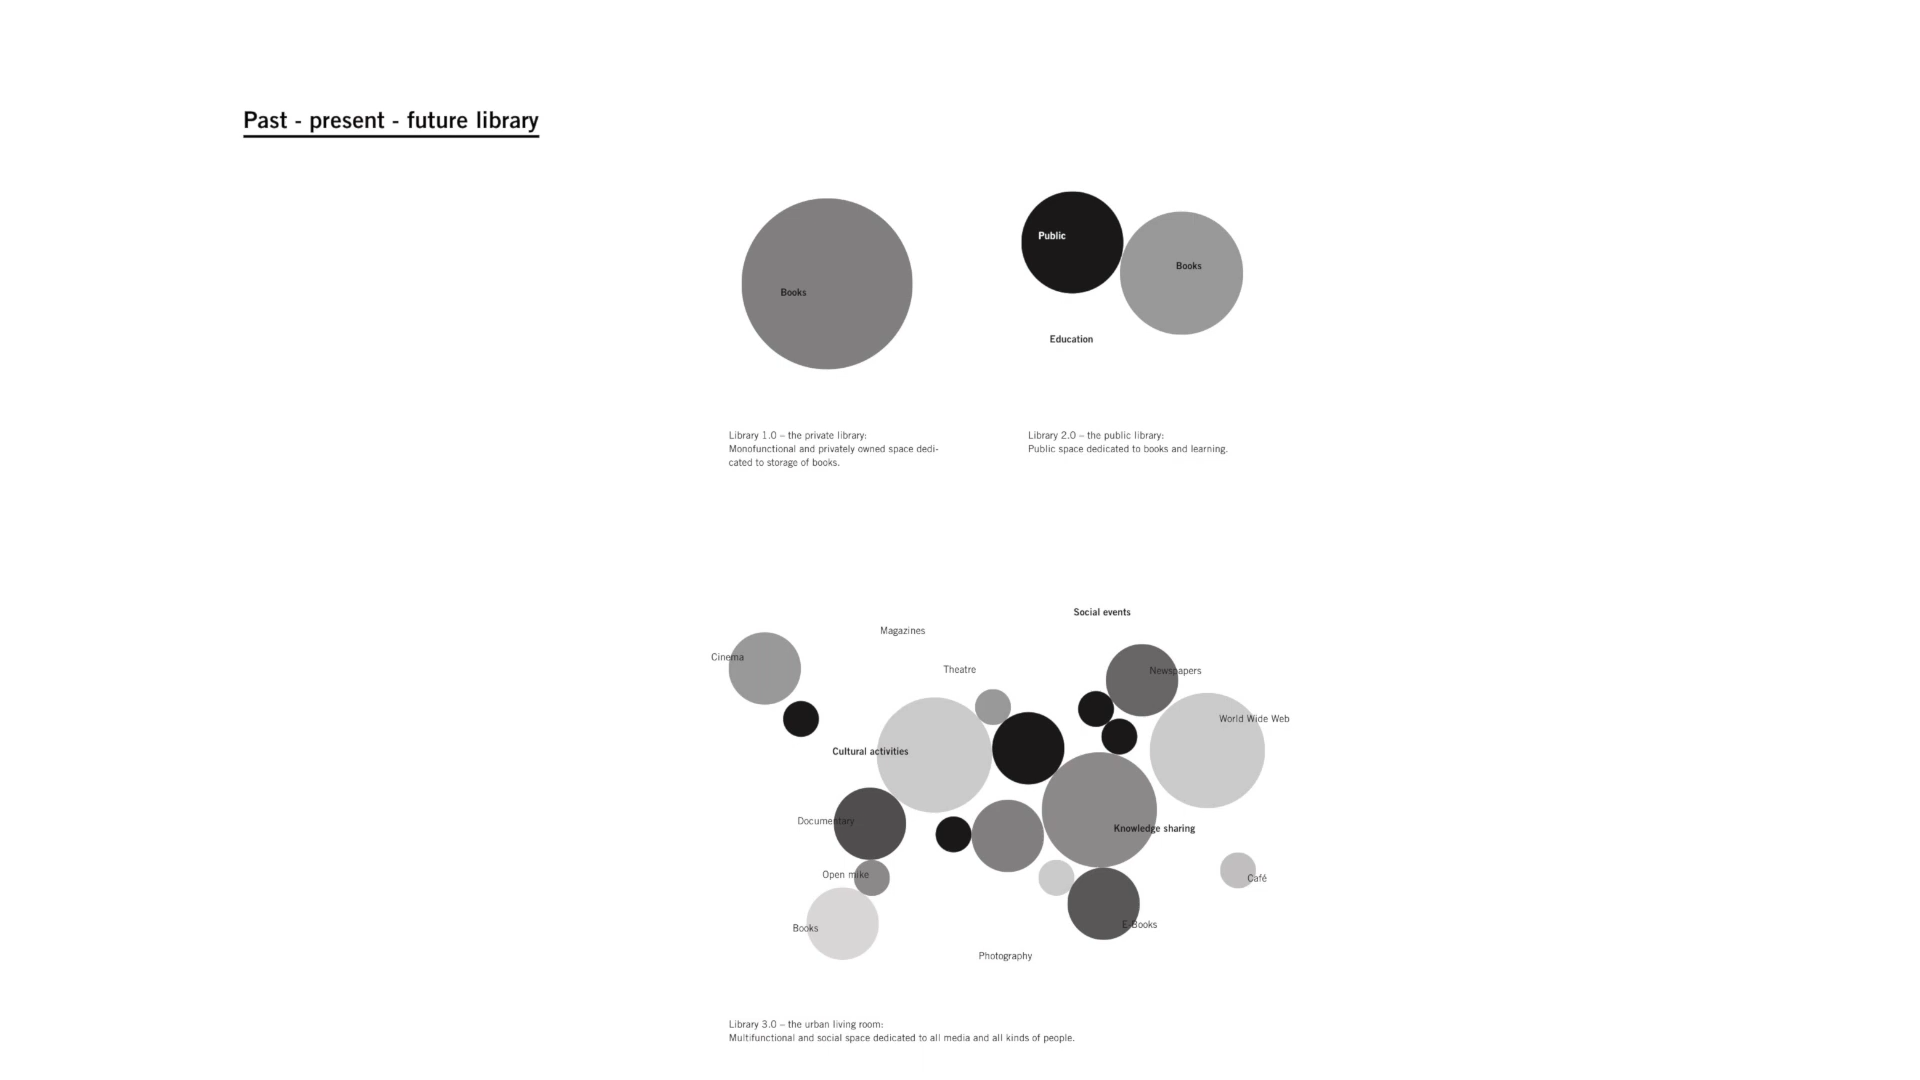 Past - present - future library
Public
Books
Books
Education
Library 1.0 – the private library:
Monofunctional and privately owned space dedi-
cated to storage of books.
Library 2.0 – the public library:
Public space dedicated to books and learning.
Social events
Magazines
Cinema
Theatre
Newspapers
World Wide Web
Cultural activities
Documentary
Knowledge sharing
Open mike
Café
E-Books
Books
Photography
Library 3.0 – the urban living room:
Multifunctional and social space dedicated to all media and all kinds of people.